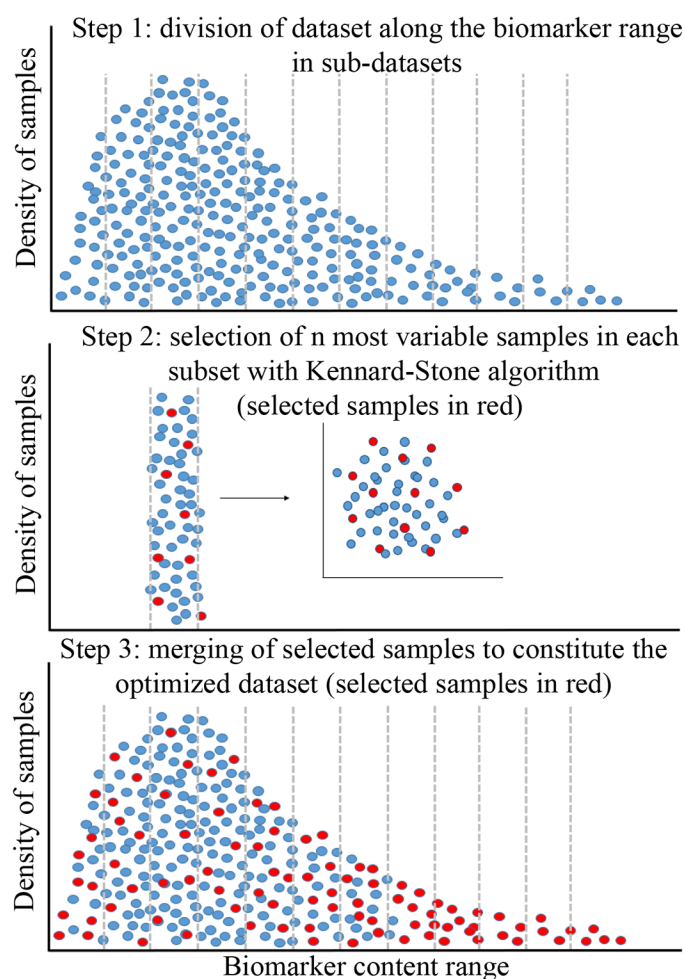 Step 1: division of dataset along the biomarker range
in sub-datasets
Density of samples
Step 2: selection of n most variable samples in each
subset with Kennard-Stone algorithm
(selected samples in red)
Density of samples
Step 3: merging of selected samples to constitute the
optimized dataset (selected samples in red)
Density of samples
Biomarker content range